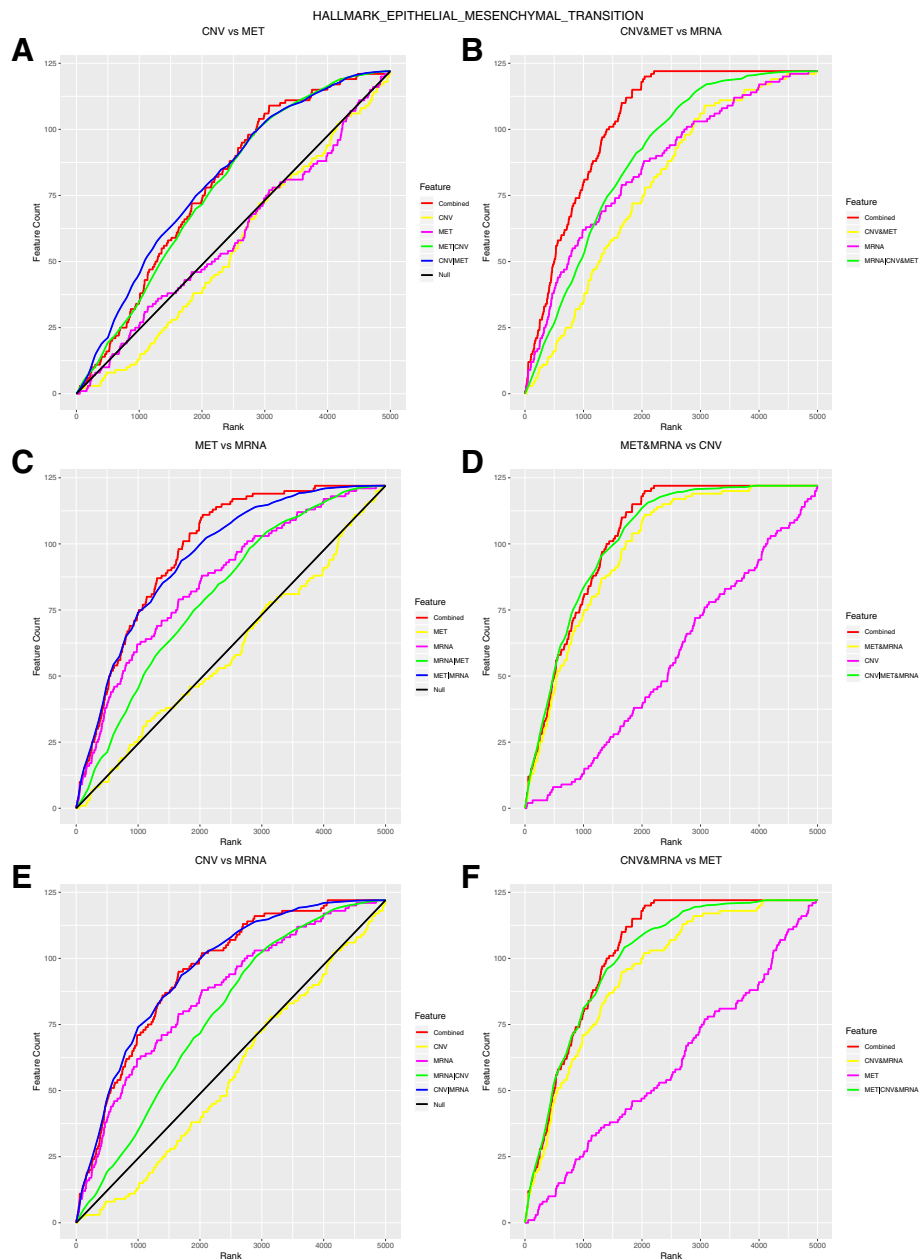 HALLMARK_EPITHELIAL_MESENCHYMAL_TRANSITION
A
CNV vs MET
125
100
75
50
25
0
Feature Count
0 1000 2000 3000 4000 5000
Rank
Feature
Combined
CNV
MET
MET|CNV
CNV|MET
Null
B
CNV&MET vs MRNA
125
100
75
50
25
0
Feature Count
0 1000 2000 3000 4000 5000
Rank
Feature
Combined
CNV&MET
MRNA
MRNA|CNV&MET
C
MET vs MRNA
125
100
75
50
25
0
Feature Count
0 1000 2000 3000 4000 5000
Rank
Feature
Combined
MET
MRNA
MRNA|MET
MET|MRNA
Null
D
MET&MRNA vs CNV
125
100
75
50
25
0
Feature Count
0 1000 2000 3000 4000 5000
Rank
Feature
Combined
MET&MRNA
CNV
CNV|MET&MRNA
E
CNV vs MRNA
125
100
75
50
25
0
Feature Count
0 1000 2000 3000 4000 5000
Rank
Feature
Combined
CNV
MRNA
MRNA|CNV
CNV|MRNA
Null
F
CNV&MRNA vs MET
125
100
75
50
25
0
Feature Count
0 1000 2000 3000 4000 5000
Rank
Feature
Combined
CNV&MRNA
MET
MET|CNV&MRNA